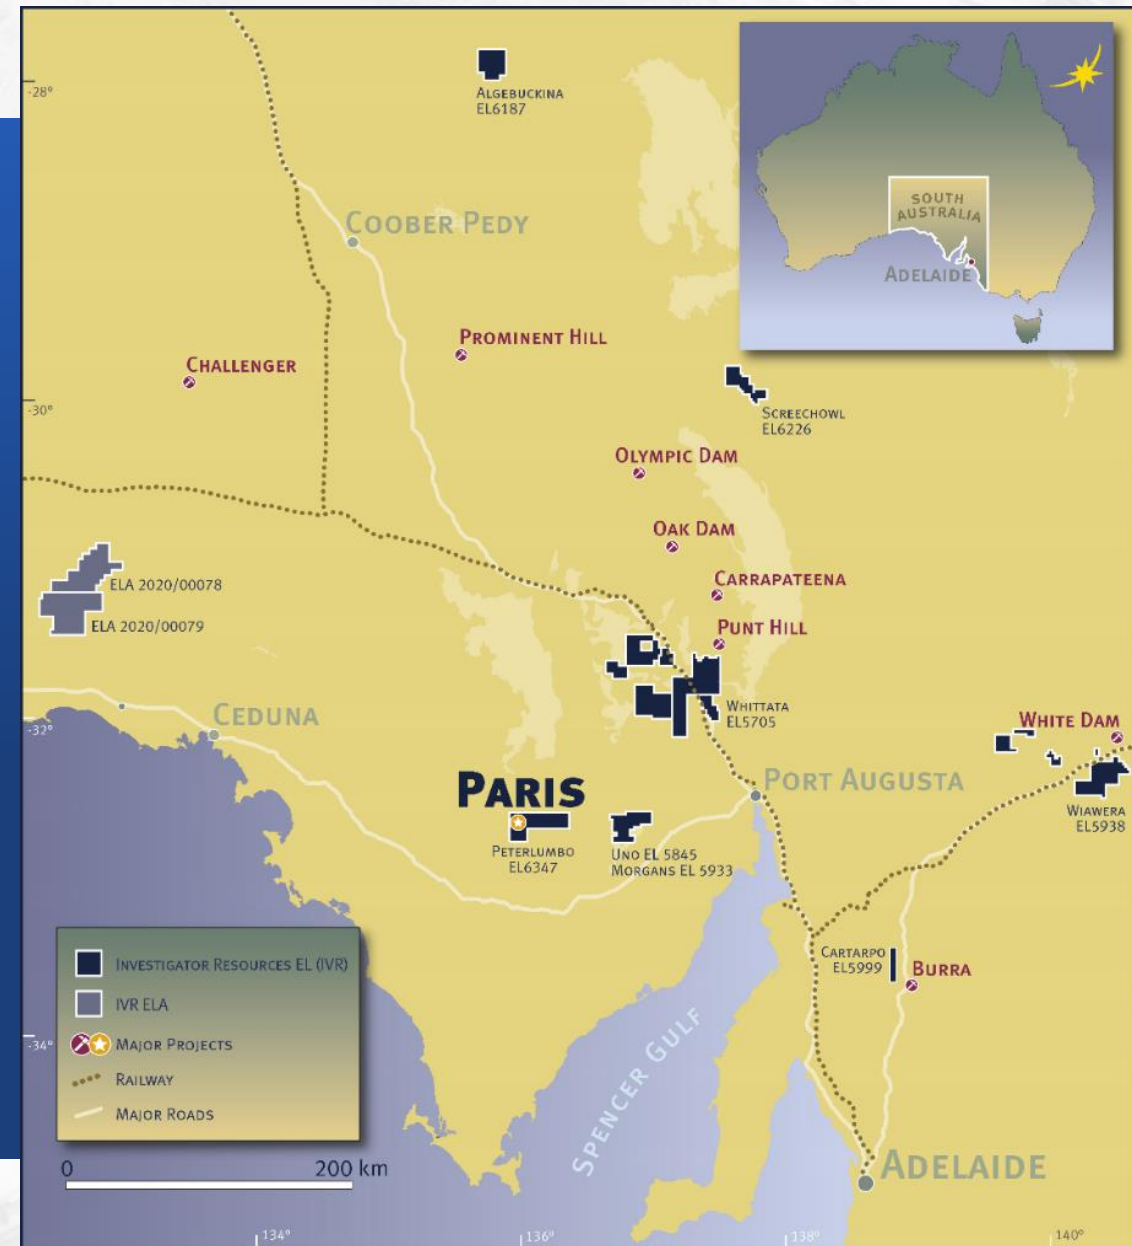 -28°
ALGEBUCKINA
EL6187
SOUTH
AUSTRALIA
ADELAIDE
COOBER PEDY
PROMINENT HILL
CHALLENGER
-30°
SCREECHOWL
EL6226
OLYMPIC DAM
OAK DAM
ELA 2020/00078
CARRAPATEENA
ELA 2020/00079
PUNT HILL
WHITTATA
EL5705
CEDUNA
WHITE DAM
-32°
PARIS
PORT AUGUSTA
WIAWERA
EL5938
PETERLUMBO
EL6347
UNO EL 5845
MORGANS EL 5933
CARTARPO
EL5999
BURRA
INVESTIGATOR RESOURCES EL (IVR)
IVR ELA
MAJOR PROJECTS
RAILWAY
MAJOR ROADS
-34°
SPENCER GULF
0 200 km
ADELAIDE
134°
136°
138°
140°